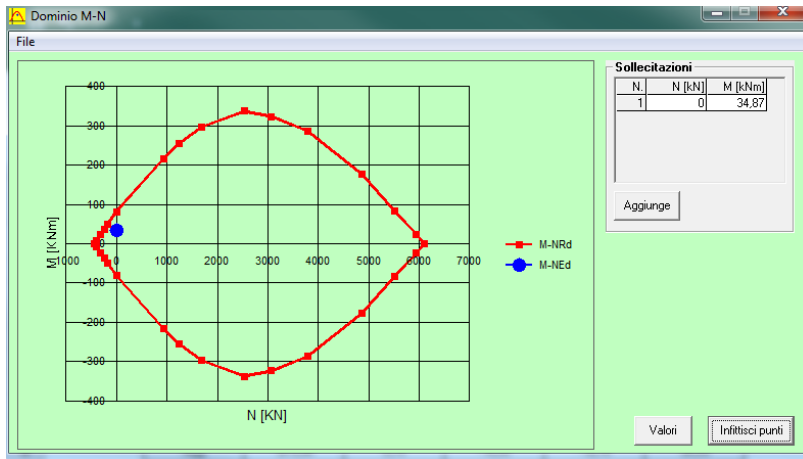 Dominio M-N
File
400
300
200
100
0
-100
-200
-300
-400
M [KNm]
-1000 0 1000 2000 3000 4000 5000 6000 7000
N [KN]
M-NRd
M-NEd
Sollecitazioni
N. N [kN] M [kNm]
1 0 34,87
Aggiunge
Valori
Infittisci punti